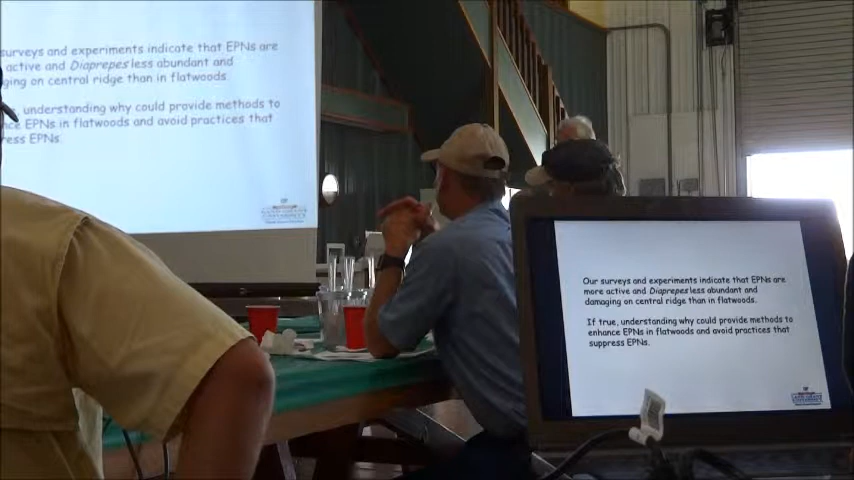 surveys and experiments indicate that EPNs are
active and Diaprepes less abundant and
ging on central ridge than in flatwoods
understanding why could provide methods to
EPNs in flatwoods and avoid practices that
ress EPNs.
Our surveys and experiments indicate that EPNs are
more active and Diaprepes less abundant and
damaging on central ridge than in flatwoods.
If true, understanding why could provide methods to
enhance EPNs in flatwoods and avoid practices that
suppress EPNs.